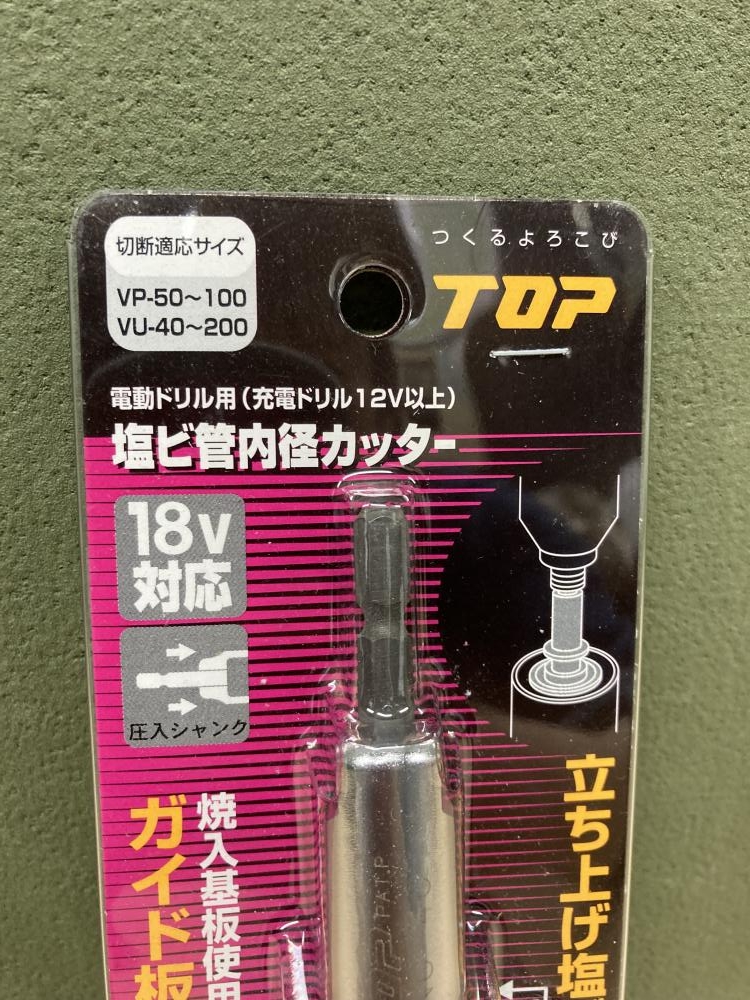 切断適応サイズ
VP-50～100
VU-40～200
つくるよろこび
TOP
電動ドリル用（充電ドリル12V以上）
塩ビ管内径カッター
18V
対応
圧入シャンク
立ち上げ塩
焼入基板使用
ガイド板
PAT.P